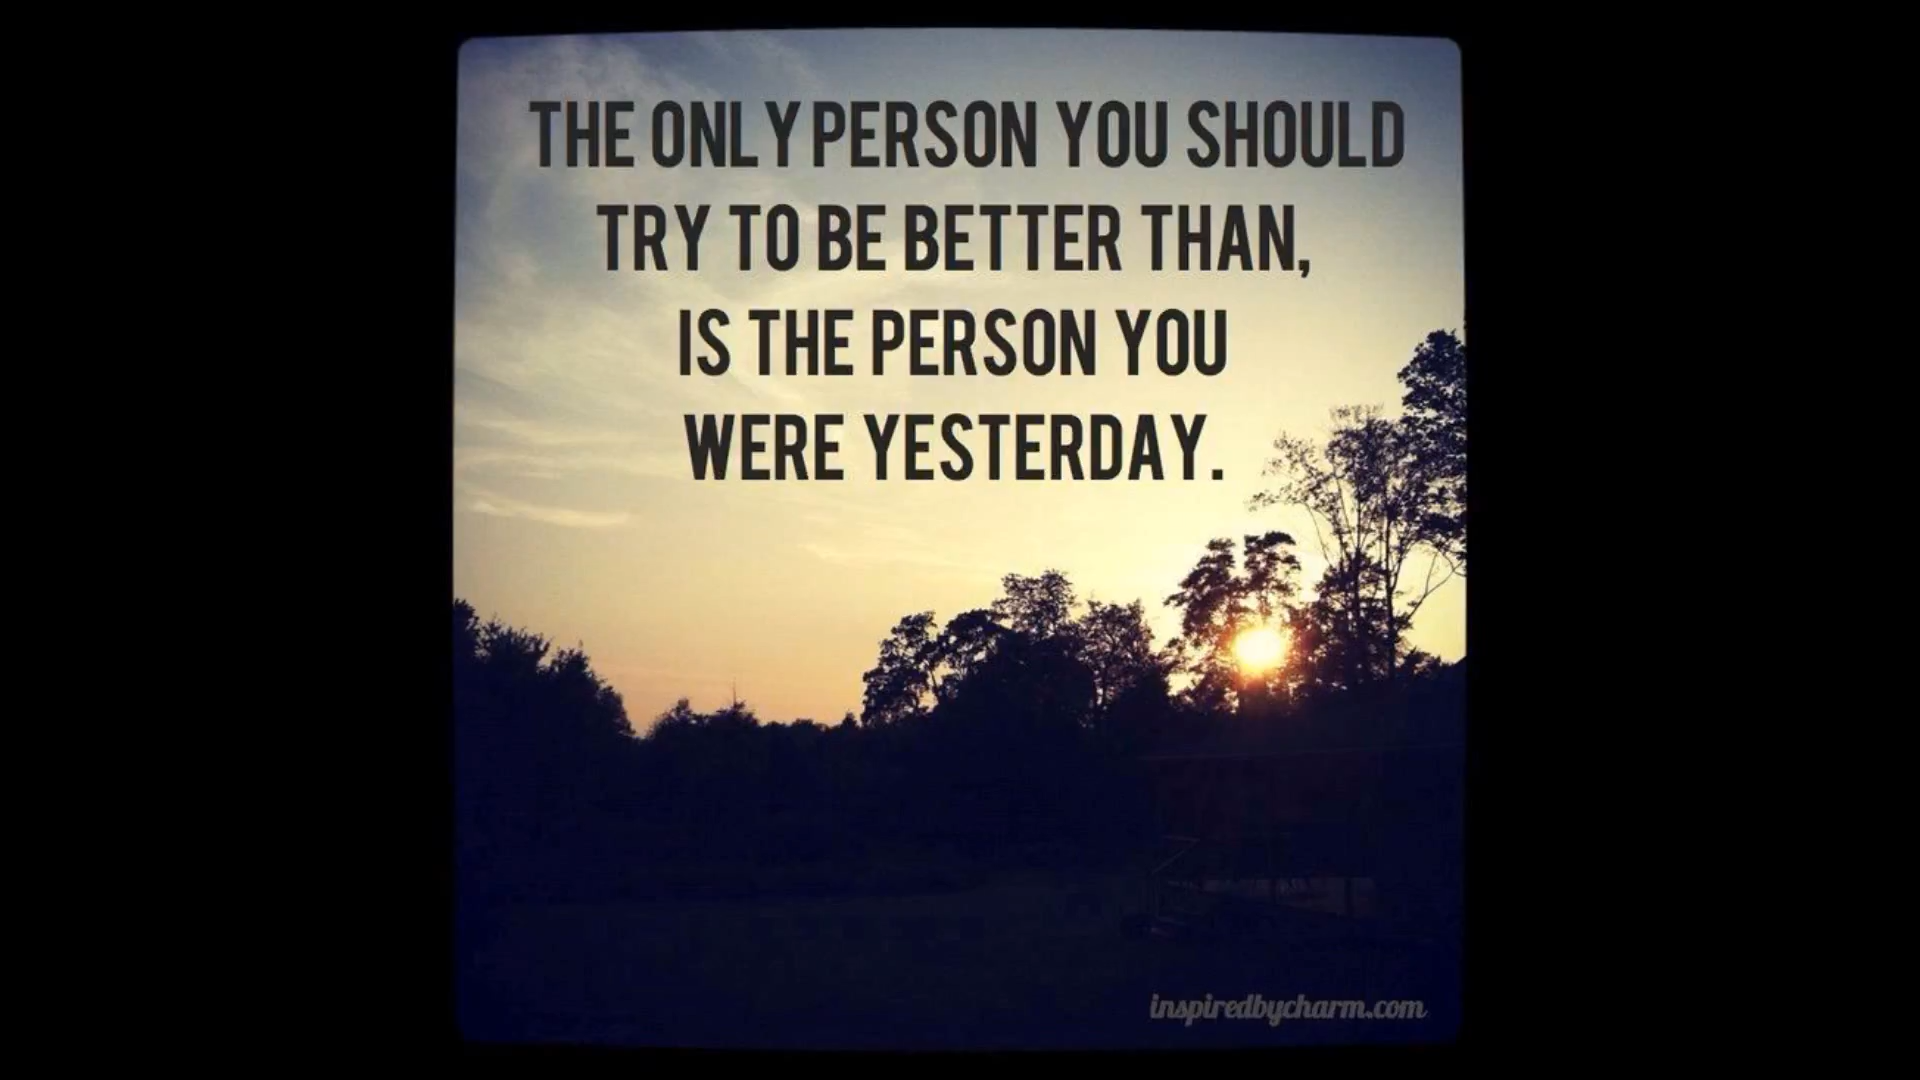 THE ONLY PERSON YOU SHOULD
TRY TO BE BETTER THAN,
IS THE PERSON YOU
WERE YESTERDAY.
inspiredbycharm.com